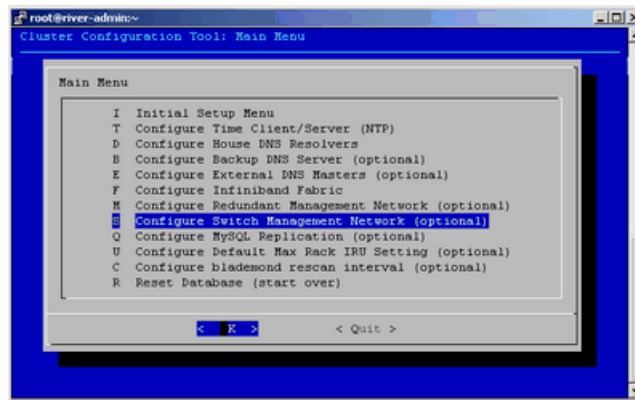 root@river-admin:~
Cluster Configuration Tool: Main Menu
Main Menu
I Initial Setup Menu
T Configure Time Client/Server (NTP)
D Configure House DNS Resolvers
B Configure Backup DNS Server (optional)
E Configure External DNS Masters (optional)
F Configure Infiniband Fabric
M Configure Redundant Management Network (optional)
S Configure Switch Management Network (optional)
Q Configure MySQL Replication (optional)
U Configure Default Max Rack IRU Setting (optional)
C Configure blademond rescan interval (optional)
R Reset Database (start over)
< K > < Quit >